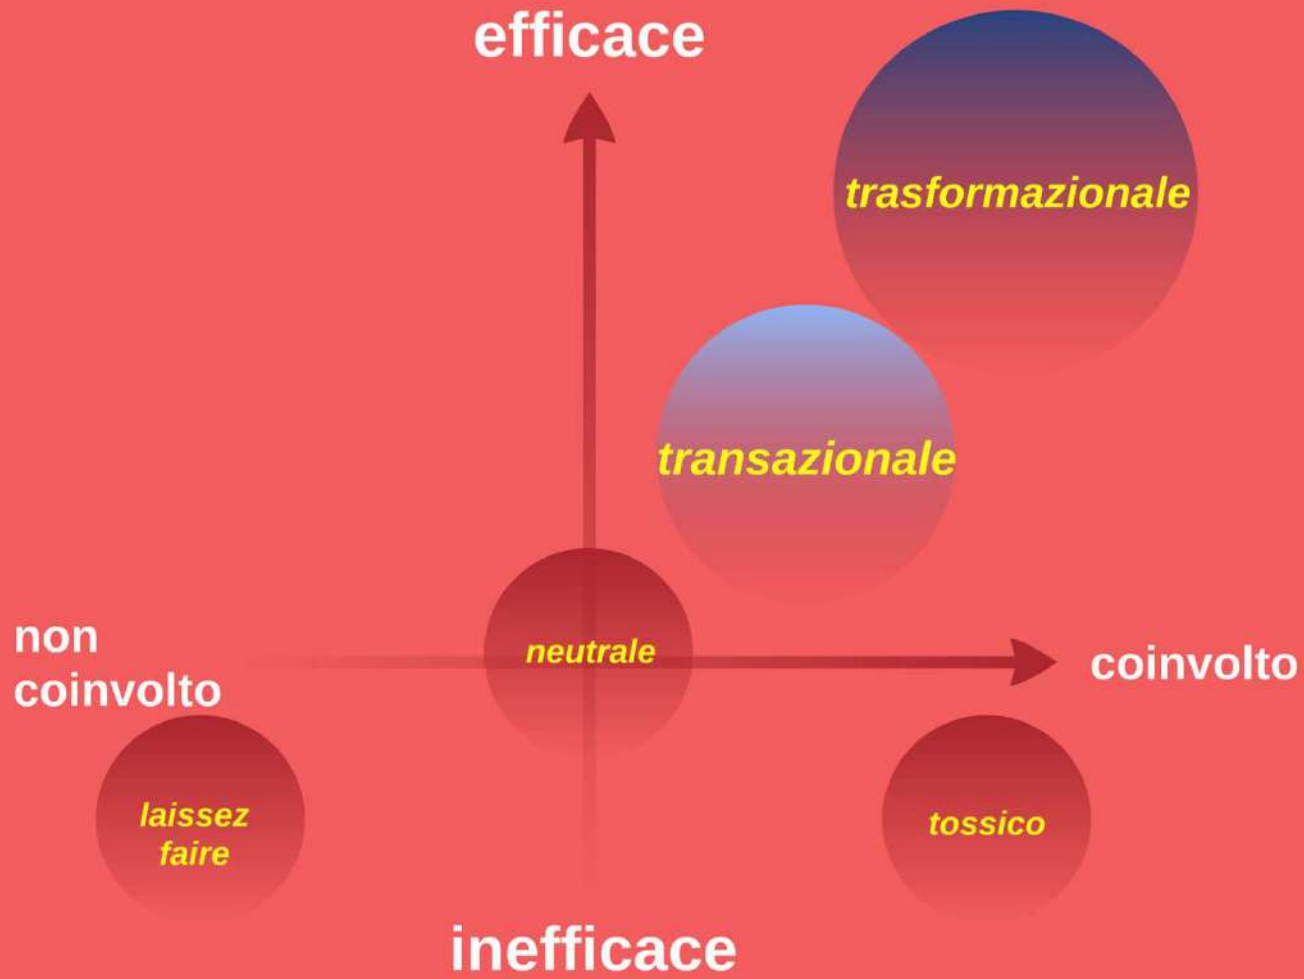 efficace
trasformazionale
transazionale
neutrale
non
coinvolto
coinvolto
laissez
faire
tossico
inefficace